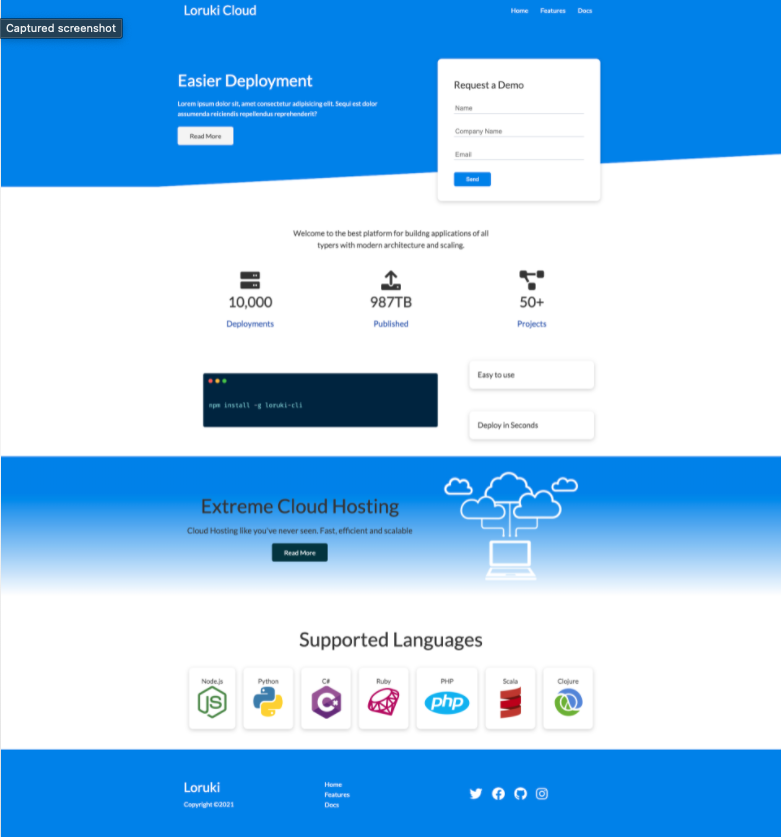 Loruki Cloud
Home Features Docs
Captured screenshot
Easier Deployment
Lorem ipsum dolor sit, amet consectetur adipisicing elit. Sequi est dolor
assumenda reiciendis repellendus reprehenderit?
Read More
Request a Demo
Name
Company Name
Email
Send
Welcome to the best platform for buildng applications of all
typers with modern architecture and scaling.
10,000
Deployments
987TB
Published
50+
Projects
npm install -g loruki-cli
Easy to use
Deploy in Seconds
Extreme Cloud Hosting
Cloud Hosting like you've never seen. Fast, efficient and scalable
Read More
Supported Languages
Node.js
JS
Python
C#
C#
Ruby
PHP
php
Scala
Clojure
Loruki
Copyright ©2021
Home
Features
Docs